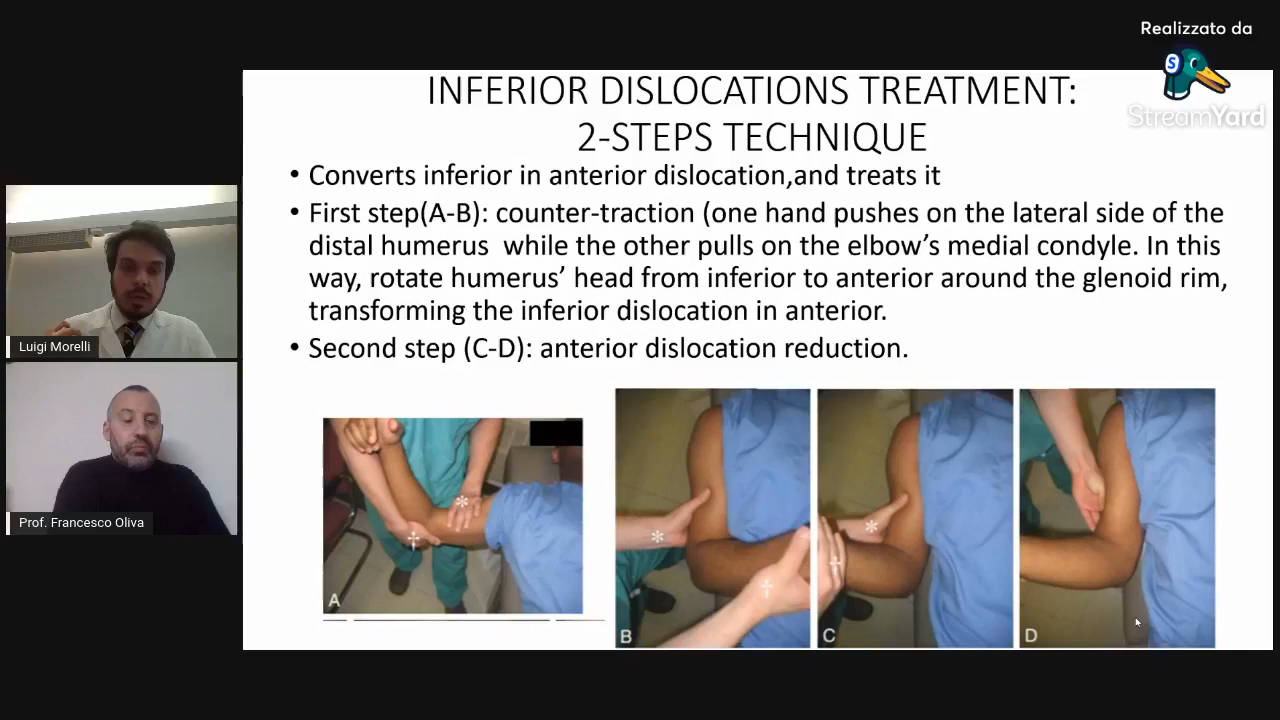 Realizzato da
S
StreamYard
INFERIOR DISLOCATIONS TREATMENT:
2-STEPS TECHNIQUE
• Converts inferior in anterior dislocation,and treats it
• First step(A-B): counter-traction (one hand pushes on the lateral side of the
distal humerus while the other pulls on the elbow’s medial condyle. In this
way, rotate humerus’ head from inferior to anterior around the glenoid rim,
transforming the inferior dislocation in anterior.
• Second step (C-D): anterior dislocation reduction.
Luigi Morelli
Prof. Francesco Oliva
* †
A
* †
B
* †
C
D